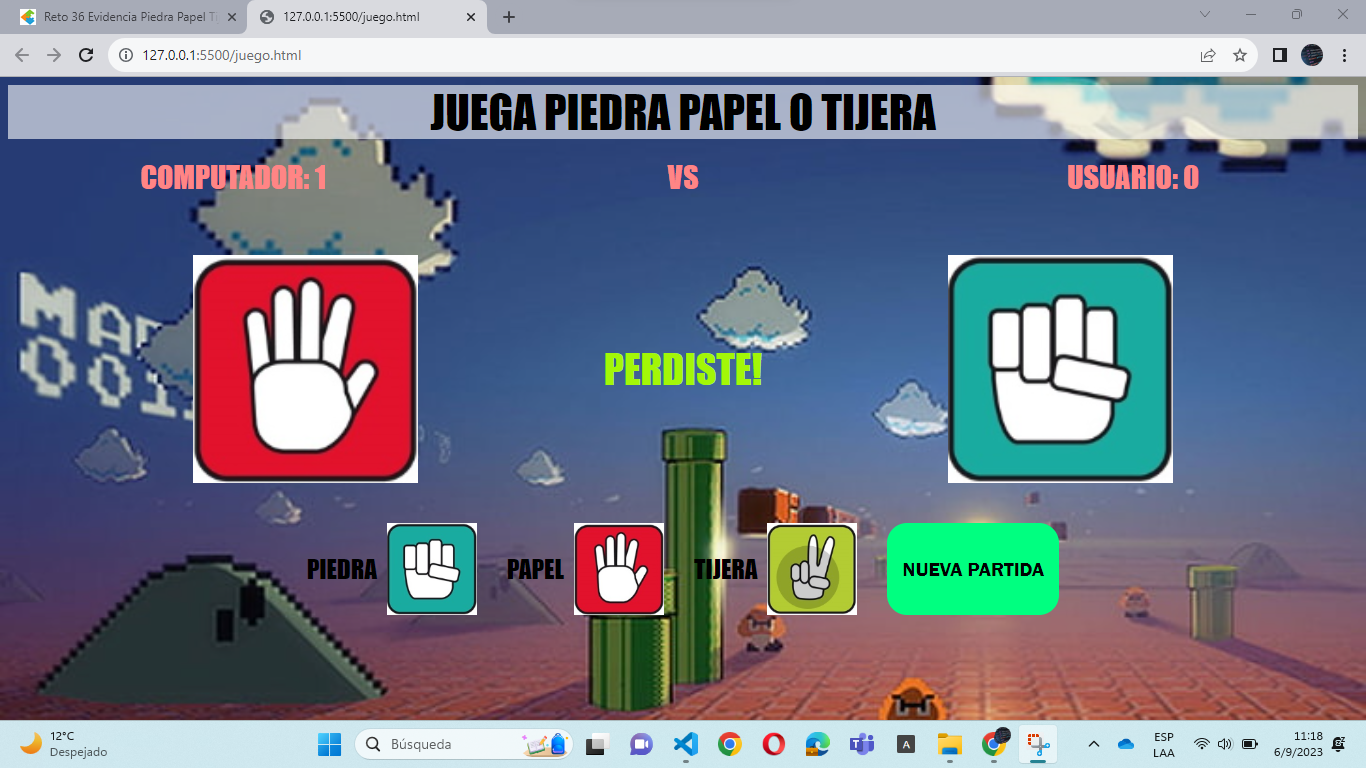 Reto 36 Evidencia Piedra Papel Ti
127.0.0.1:5500/juego.html
127.0.0.1:5500/juego.html
JUEGA PIEDRA PAPEL O TIJERA
COMPUTADOR: 1
VS
USUARIO: 0
PERDISTE!
PIEDRA
PAPEL
TIJERA
NUEVA PARTIDA
12°C
Despejado
Búsqueda
A
ESP
LAA
11:18
6/9/2023